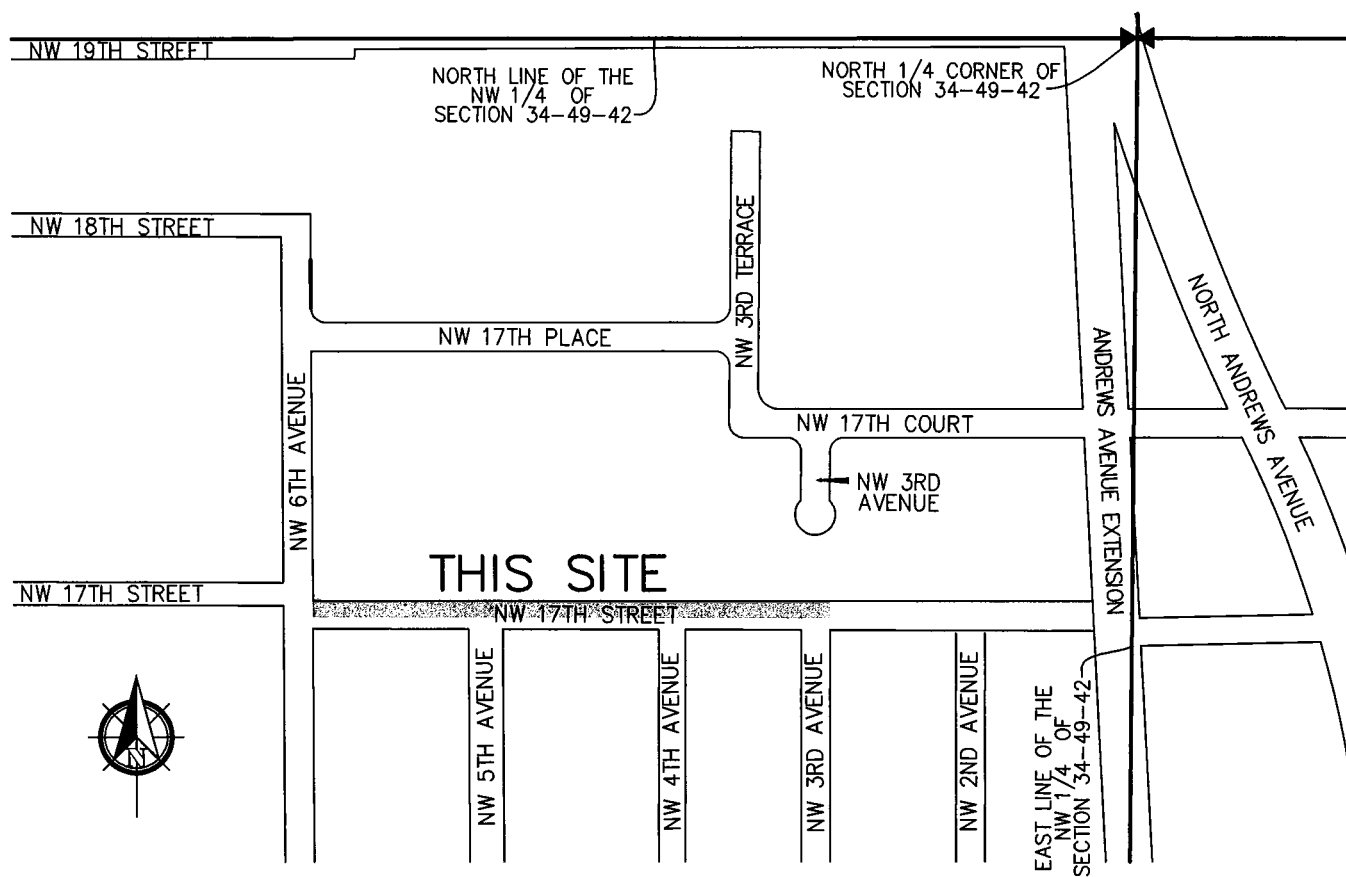 NW 19TH STREET
NORTH LINE OF THE
NW 1/4 OF
SECTION 34-49-42
NORTH 1/4 CORNER OF
SECTION 34-49-42
NW 18TH STREET
NW 3RD TERRACE
NORTH ANDREWS AVENUE
NW 17TH PLACE
ANDREWS AVENUE EXTENSION
NW 6TH AVENUE
NW 17TH COURT
NW 3RD
AVENUE
THIS SITE
NW 17TH STREET
NW 17TH STREET
NW 5TH AVENUE
NW 4TH AVENUE
NW 3RD AVENUE
NW 2ND AVENUE
EAST LINE OF THE
NW 1/4 OF
SECTION 34-49-42
N